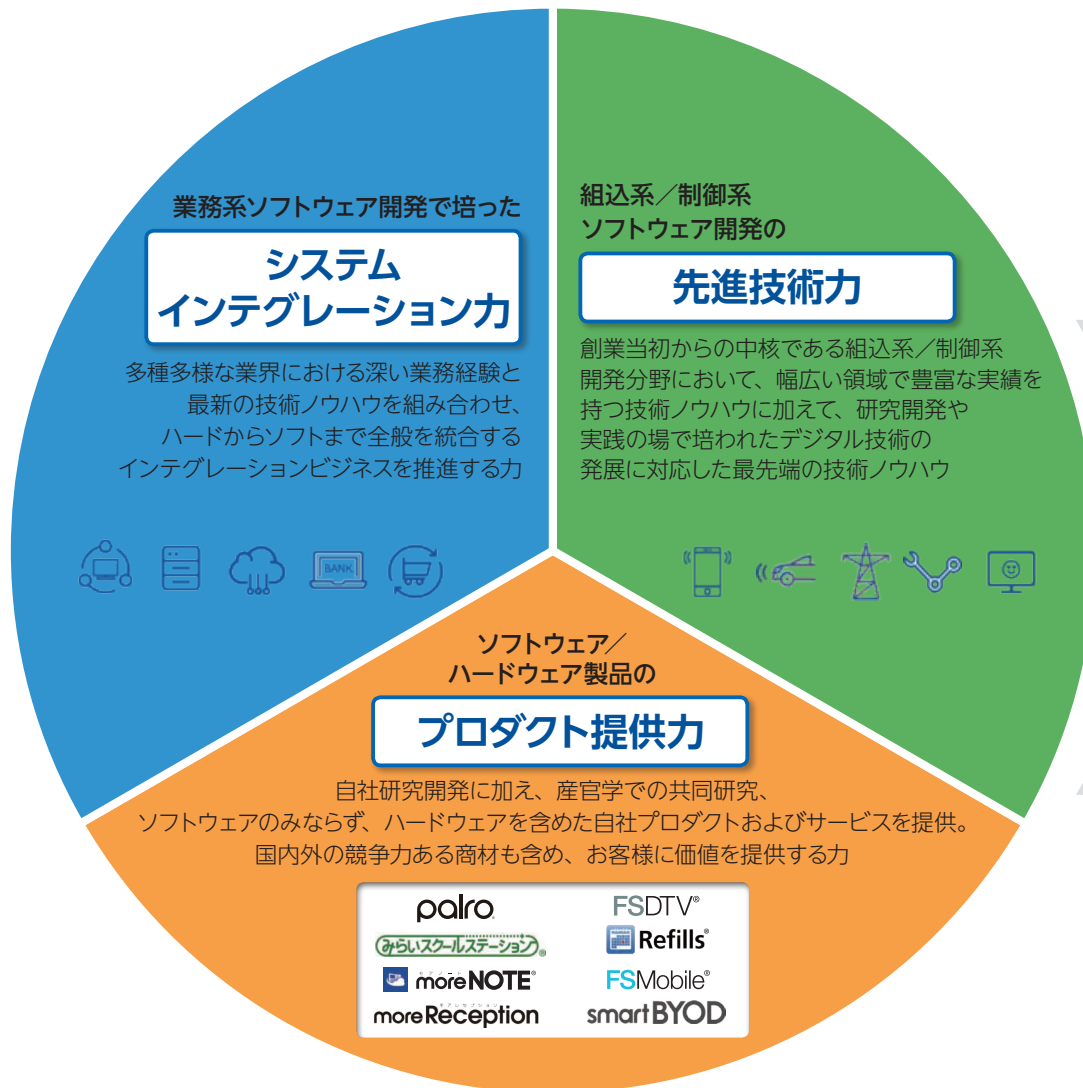 業務系ソフトウェア開発で培った
システム
インテグレーション力
多種多様な業界における深い業務経験と
最新の技術ノウハウを組み合わせ、
ハードからソフトまで全般を統合する
インテグレーションビジネスを推進する力
BANK
組込系／制御系
ソフトウェア開発の
先進技術力
創業当初からの中核である組込系／制御系
開発分野において、幅広い領域で豊富な実績を
持つ技術ノウハウに加えて、研究開発や
実践の場で培われたデジタル技術の
発展に対応した最先端の技術ノウハウ
ソフトウェア／
ハードウェア製品の
プロダクト提供力
自社研究開発に加え、産官学での共同研究、
ソフトウェアのみならず、ハードウェアを含めた自社プロダクトおよびサービスを提供。
国内外の競争力ある商材も含め、お客様に価値を提供する力
palro
みらいスクールステーション®
モアノート
moreNOTE®
モアレセプション
moreReception
FSDTV®
Refills®
FSMobile®
smartBYOD